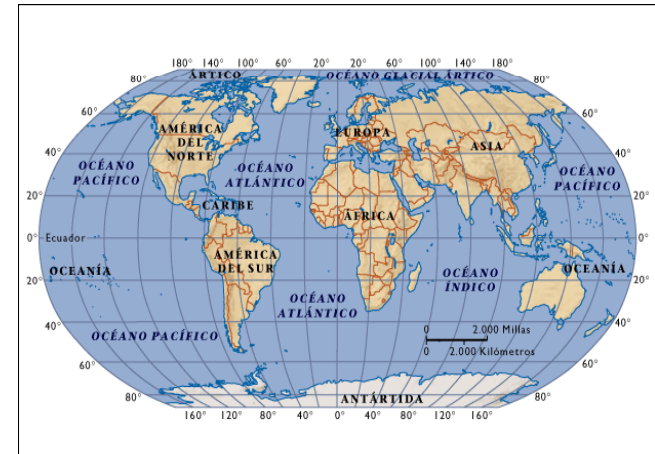 180° 140° 100° 60° 20° 20° 60° 100° 140° 180°
ÁRTICO
OCÉANO GLACIAL ÁRTICO
80° 80°
60° 60°
AMÉRICA
DEL
NORTE
EUROPA
ASIA
40° 40°
OCÉANO
PACÍFICO
OCÉANO
ATLÁNTICO
OCÉANO
PACÍFICO
20° 20°
CARIBE
ÁFRICA
0° Ecuador 0°
AMÉRICA
DEL SUR
OCEANÍA
OCÉANO
ÍNDICO
OCEANÍA
20° 20°
OCÉANO
ATLÁNTICO
40° 40°
OCÉANO PACÍFICO
0 2.000 Millas
0 2.000 Kilómetros
60° 60°
80° 80°
ANTÁRTIDA
160° 120° 80° 40° 0° 40° 80° 120° 160°